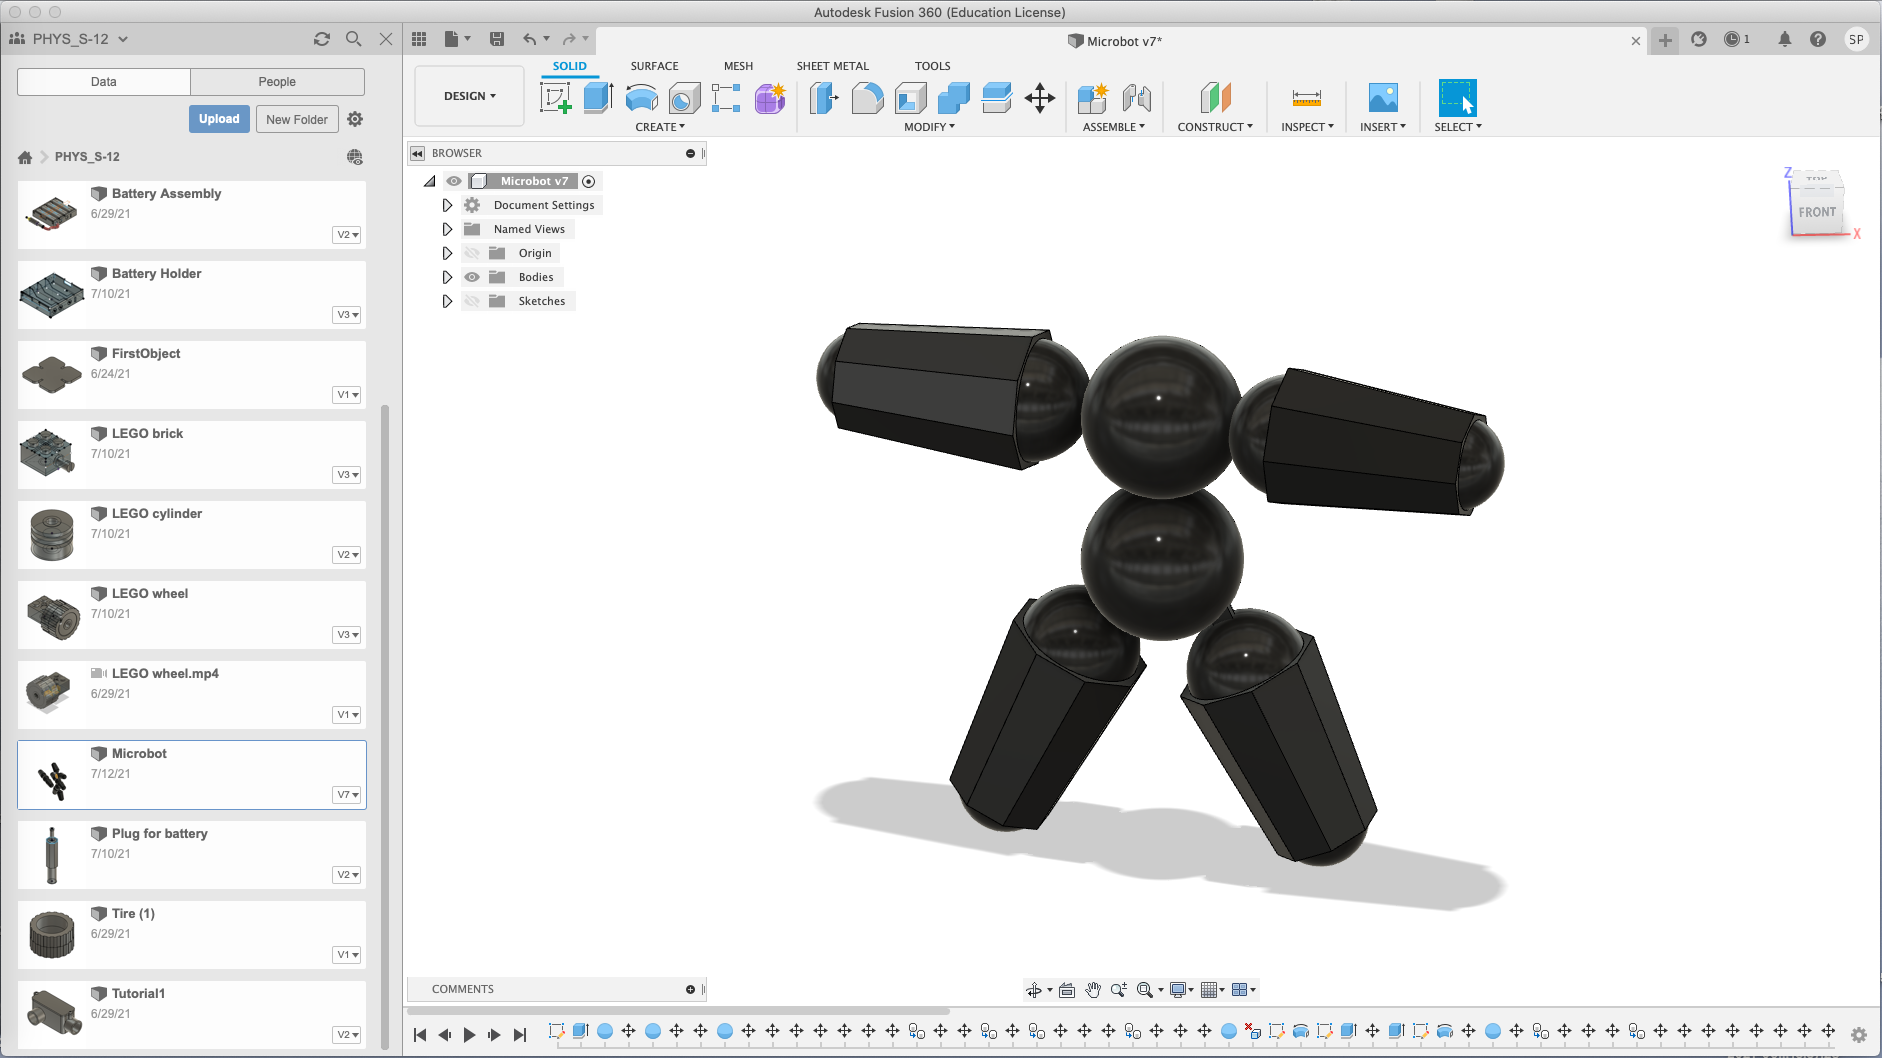 Autodesk Fusion 360 (Education License)
PHYS_S-12
Microbot v7*
1
SP
Data
People
Upload
New Folder
PHYS_S-12
Battery Assembly
6/29/21
V2
Battery Holder
7/10/21
V3
FirstObject
6/24/21
V1
LEGO brick
7/10/21
V3
LEGO cylinder
7/10/21
V2
LEGO wheel
7/10/21
V3
LEGO wheel.mp4
6/29/21
V1
Microbot
7/12/21
V7
Plug for battery
7/10/21
V2
Tire (1)
6/29/21
V1
Tutorial1
6/29/21
V2
DESIGN
SOLID
SURFACE
MESH
SHEET METAL
TOOLS
CREATE
MODIFY
ASSEMBLE
CONSTRUCT
INSPECT
INSERT
SELECT
BROWSER
Microbot v7
Document Settings
Named Views
Origin
Bodies
Sketches
Z
TOP
FRONT
X
COMMENTS